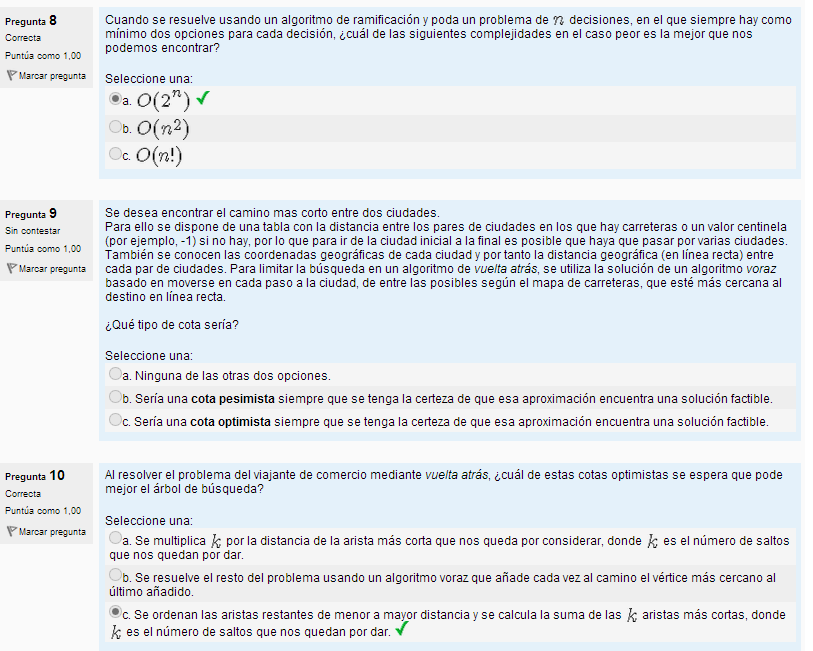 Pregunta 8
Correcta
Puntúa como 1,00
Marcar pregunta
Cuando se resuelve usando un algoritmo de ramificación y poda un problema de n decisiones, en el que siempre hay como
mínimo dos opciones para cada decisión, ¿cuál de las siguientes complejidades en el caso peor es la mejor que nos
podemos encontrar?
Seleccione una:
a. O(2^n)
b. O(n^2)
c. O(n!)
Pregunta 9
Sin contestar
Puntúa como 1,00
Marcar pregunta
Se desea encontrar el camino mas corto entre dos ciudades.
Para ello se dispone de una tabla con la distancia entre los pares de ciudades en los que hay carreteras o un valor centinela
(por ejemplo, -1) si no hay, por lo que para ir de la ciudad inicial a la final es posible que haya que pasar por varias ciudades.
También se conocen las coordenadas geográficas de cada ciudad y por tanto la distancia geográfica (en línea recta) entre
cada par de ciudades. Para limitar la búsqueda en un algoritmo de vuelta atrás, se utiliza la solución de un algoritmo voraz
basado en moverse en cada paso a la ciudad, de entre las posibles según el mapa de carreteras, que esté más cercana al
destino en línea recta.
¿Qué tipo de cota sería?
Seleccione una:
a. Ninguna de las otras dos opciones.
b. Sería una cota pesimista siempre que se tenga la certeza de que esa aproximación encuentra una solución factible.
c. Sería una cota optimista siempre que se tenga la certeza de que esa aproximación encuentra una solución factible.
Pregunta 10
Correcta
Puntúa como 1,00
Marcar pregunta
Al resolver el problema del viajante de comercio mediante vuelta atrás, ¿cuál de estas cotas optimistas se espera que pode
mejor el árbol de búsqueda?
Seleccione una:
a. Se multiplica k por la distancia de la arista más corta que nos queda por considerar, donde k es el número de saltos
que nos quedan por dar.
b. Se resuelve el resto del problema usando un algoritmo voraz que añade cada vez al camino el vértice más cercano al
último añadido.
c. Se ordenan las aristas restantes de menor a mayor distancia y se calcula la suma de las k aristas más cortas, donde
k es el número de saltos que nos quedan por dar.